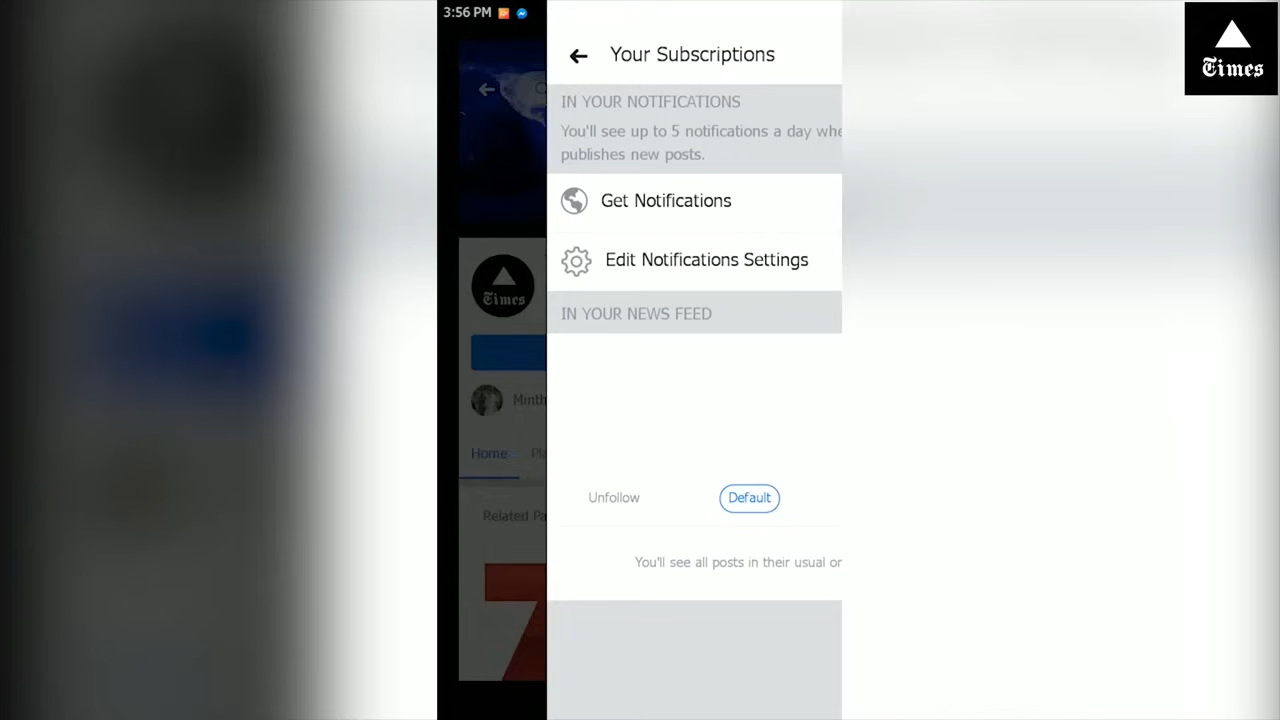 3:56 PM
Times
Your Subscriptions
IN YOUR NOTIFICATIONS
You'll see up to 5 notifications a day whe
publishes new posts.
Get Notifications
Edit Notifications Settings
Times
IN YOUR NEWS FEED
Minth
Home
Pla
Unfollow
Default
Related Pa
You'll see all posts in their usual or